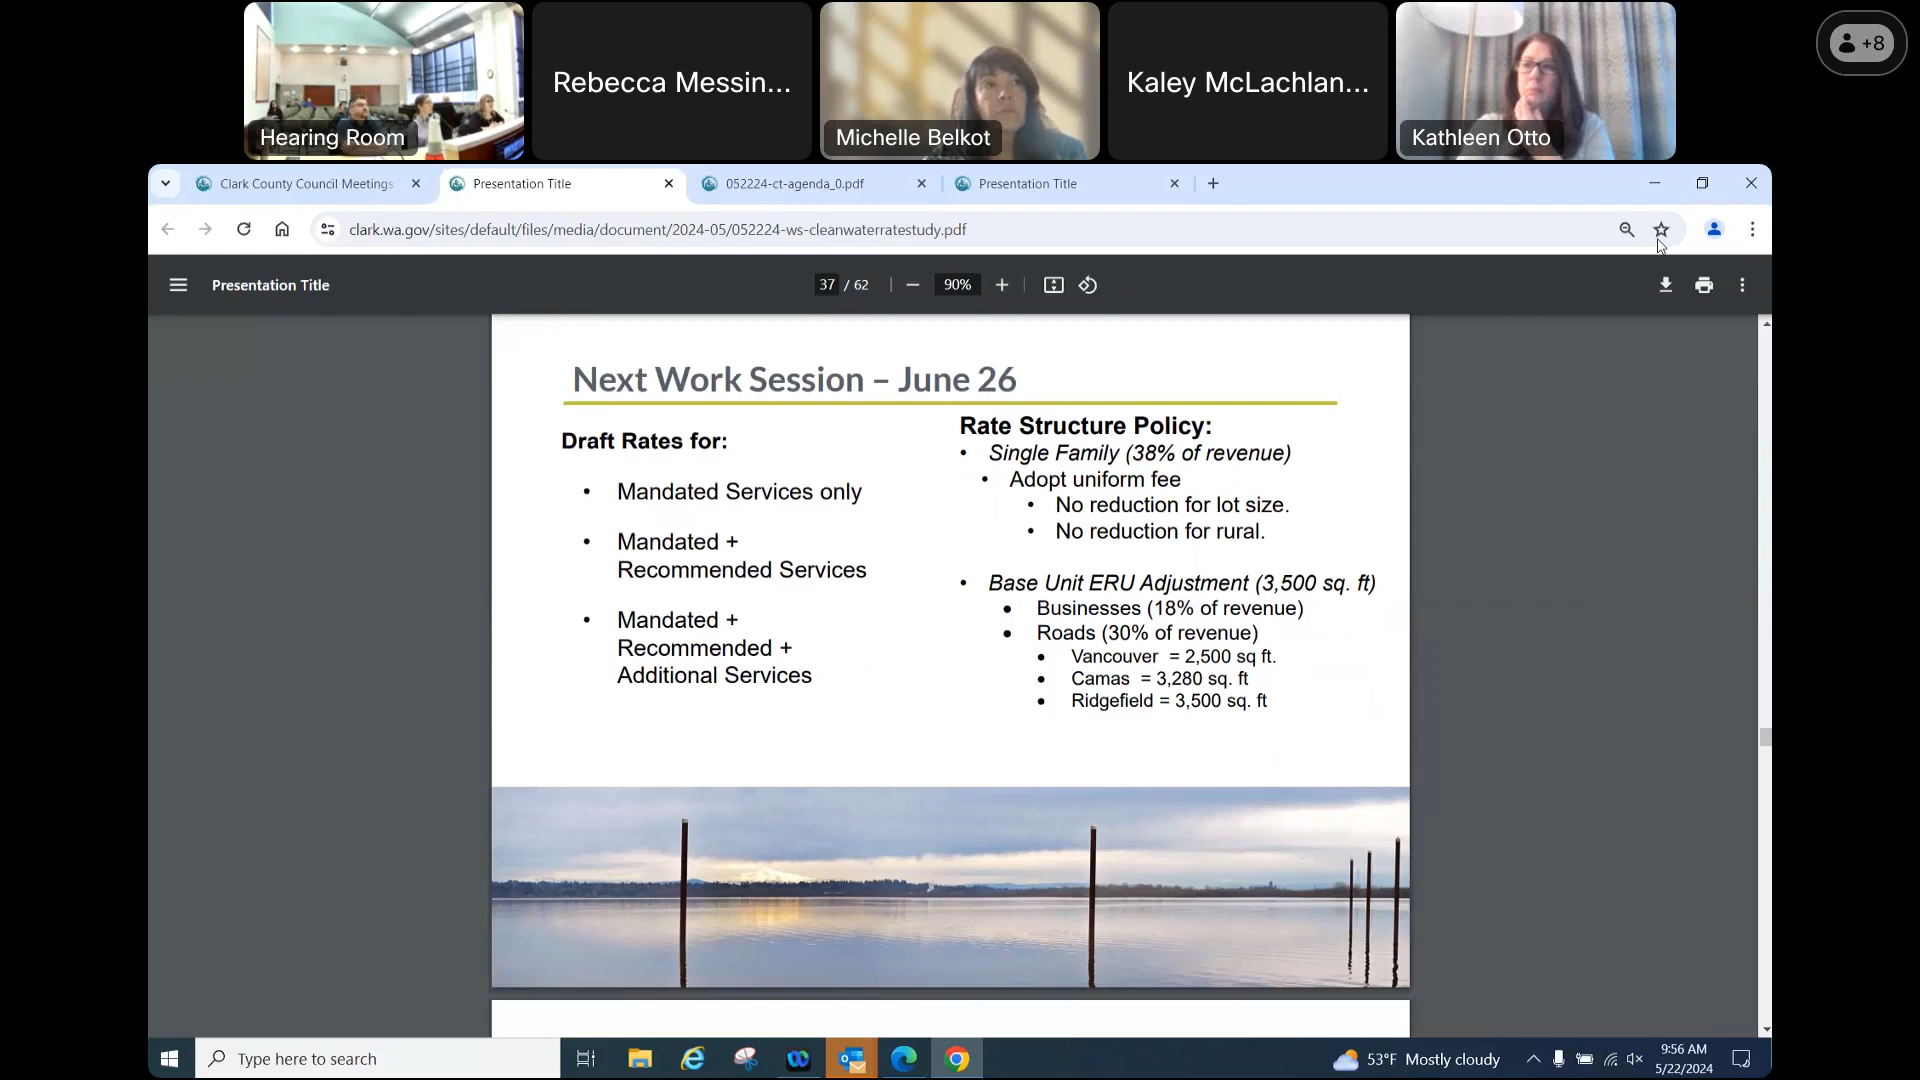 Hearing Room
Rebecca Messin...
Michelle Belkot
Kaley McLachlan...
Kathleen Otto
+8
Clark County Council Meetings
Presentation Title
052224-ct-agenda_0.pdf
Presentation Title
clark.wa.gov/sites/default/files/media/document/2024-05/052224-ws-cleanwaterratestudy.pdf
Presentation Title
37 / 62
90%
Next Work Session – June 26
Draft Rates for:
• Mandated Services only
• Mandated +
Recommended Services
• Mandated +
Recommended +
Additional Services
Rate Structure Policy:
• Single Family (38% of revenue)
• Adopt uniform fee
• No reduction for lot size.
• No reduction for rural.
• Base Unit ERU Adjustment (3,500 sq. ft)
• Businesses (18% of revenue)
• Roads (30% of revenue)
• Vancouver = 2,500 sq ft.
• Camas = 3,280 sq. ft
• Ridgefield = 3,500 sq. ft
Type here to search
53°F Mostly cloudy
9:56 AM
5/22/2024